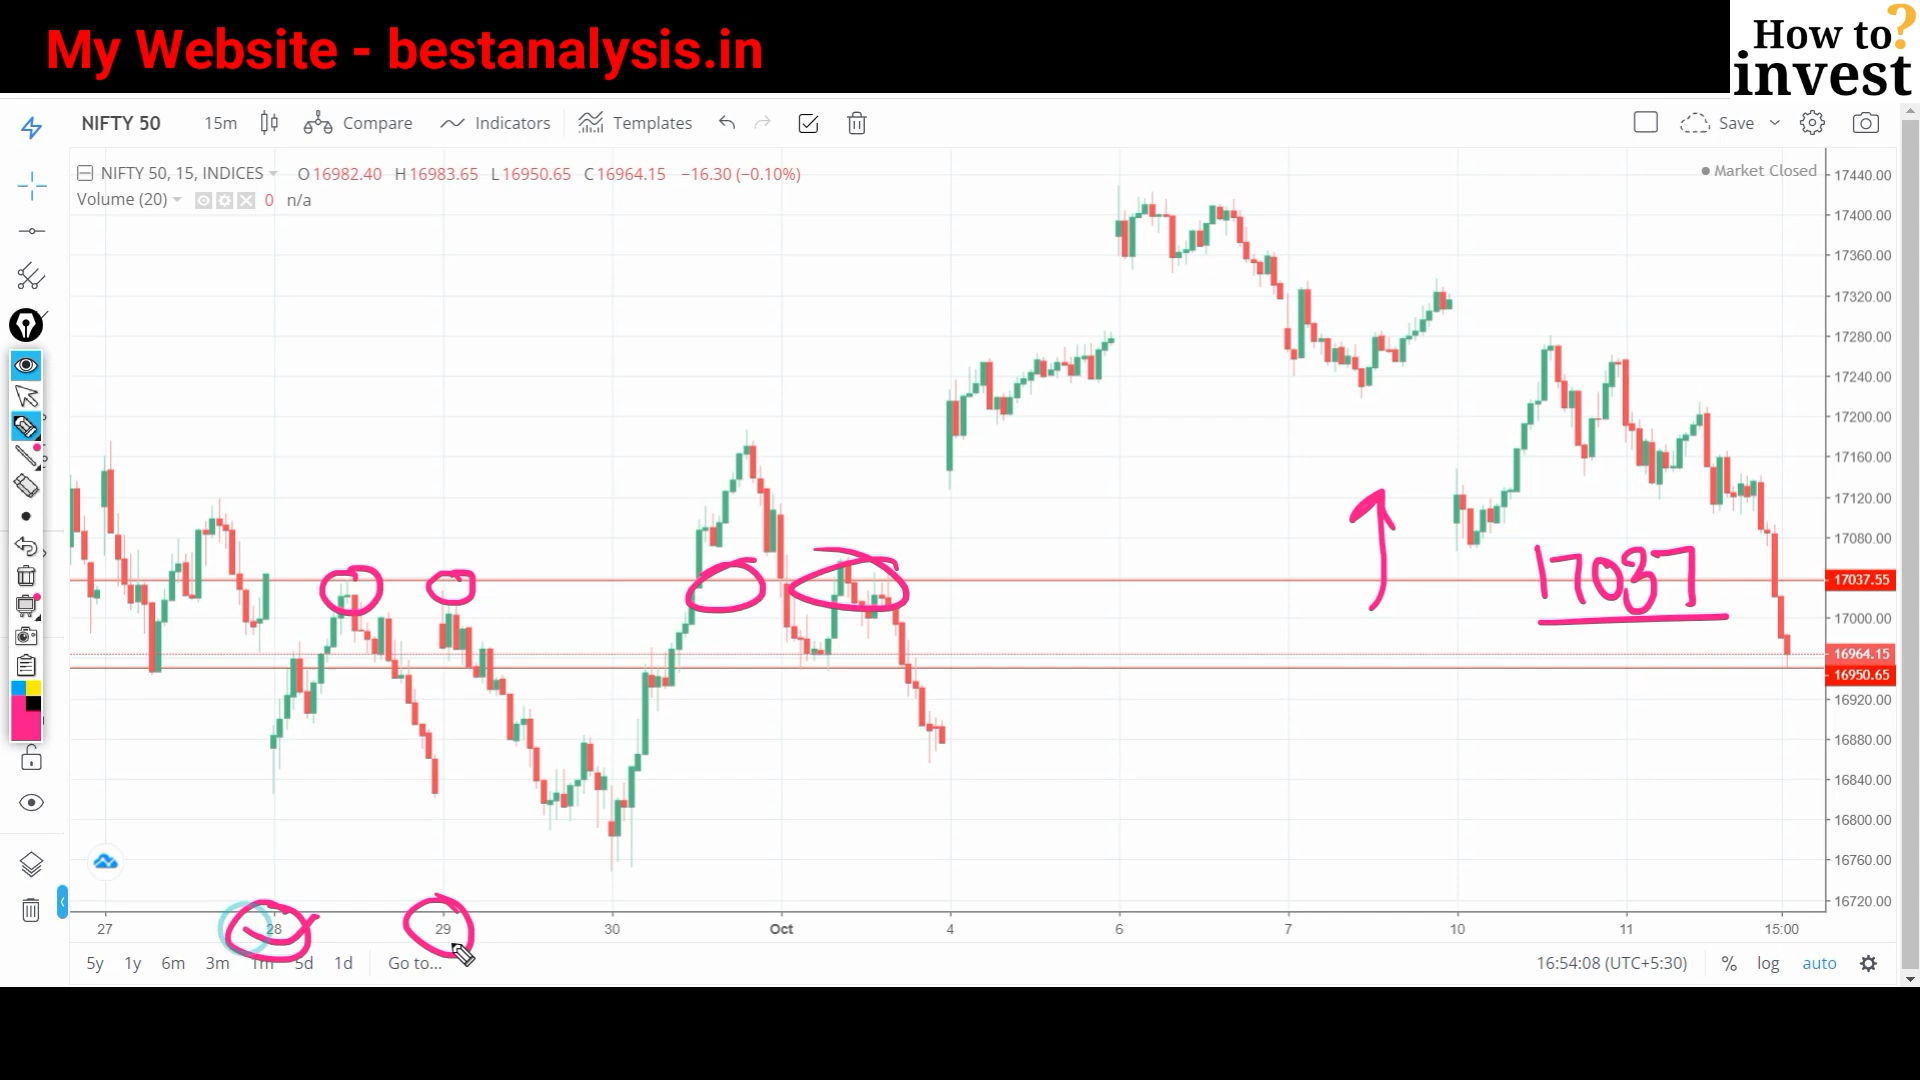 My Website - bestanalysis.in
How to?
invest
NIFTY 50 15m Compare Indicators Templates Save
NIFTY 50, 15, INDICES O16982.40 H16983.65 L16950.65 C16964.15 −16.30 (−0.10%)
Market Closed
Volume (20) 0 n/a
17440.00
17400.00
17360.00
17320.00
17280.00
17240.00
17200.00
17160.00
17120.00
17080.00
17037
17037.55
17000.00
16964.15
16950.65
16920.00
16880.00
16840.00
16800.00
16760.00
16720.00
27 28 29 30 Oct 4 6 7 10 11 15:00
5y 1y 6m 3m 1m 5d 1d Go to... 16:54:08 (UTC+5:30) % log auto